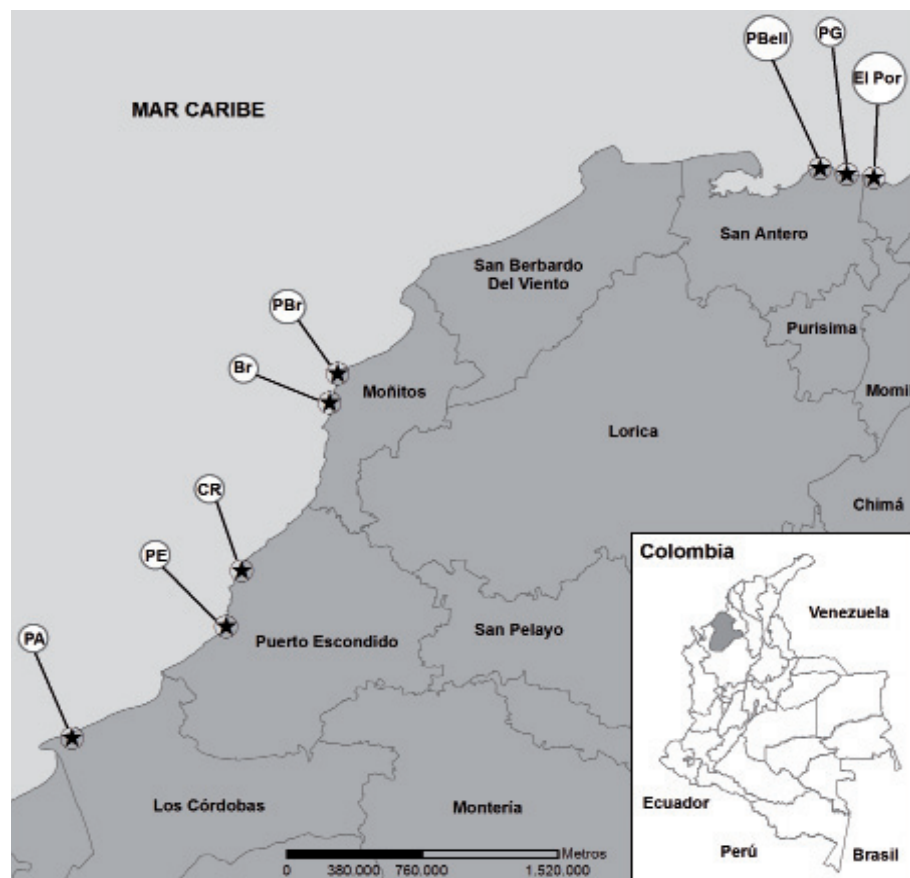 PBell
PG
El Por
MAR CARIBE
San Antero
San Berbardo
Del Viento
PBr
Purisima
Br
Moñitos
Momil
Lorica
CR
Chimá
PE
Colombia
Venezuela
PA
Puerto Escondido
San Pelayo
Los Córdobas
Montería
Ecuador
Perú
Brasil
Metros
0 380.000 760.000 1.520.000